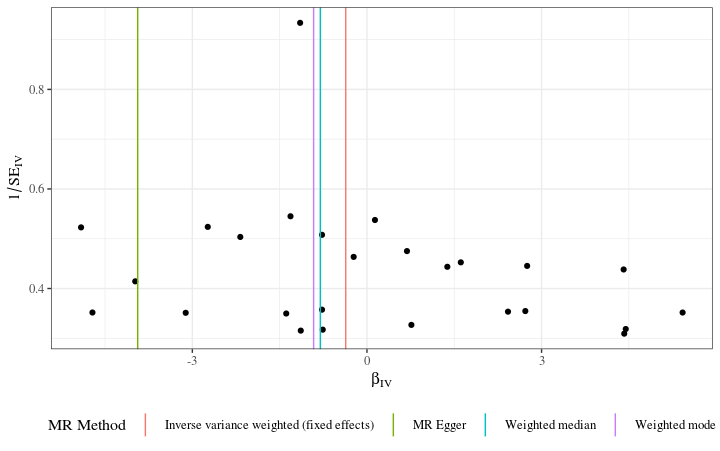 0.8
0.6
0.4
1/SE_IV
-3 0 3
β_IV
MR Method Inverse variance weighted (fixed effects) MR Egger Weighted median Weighted mode